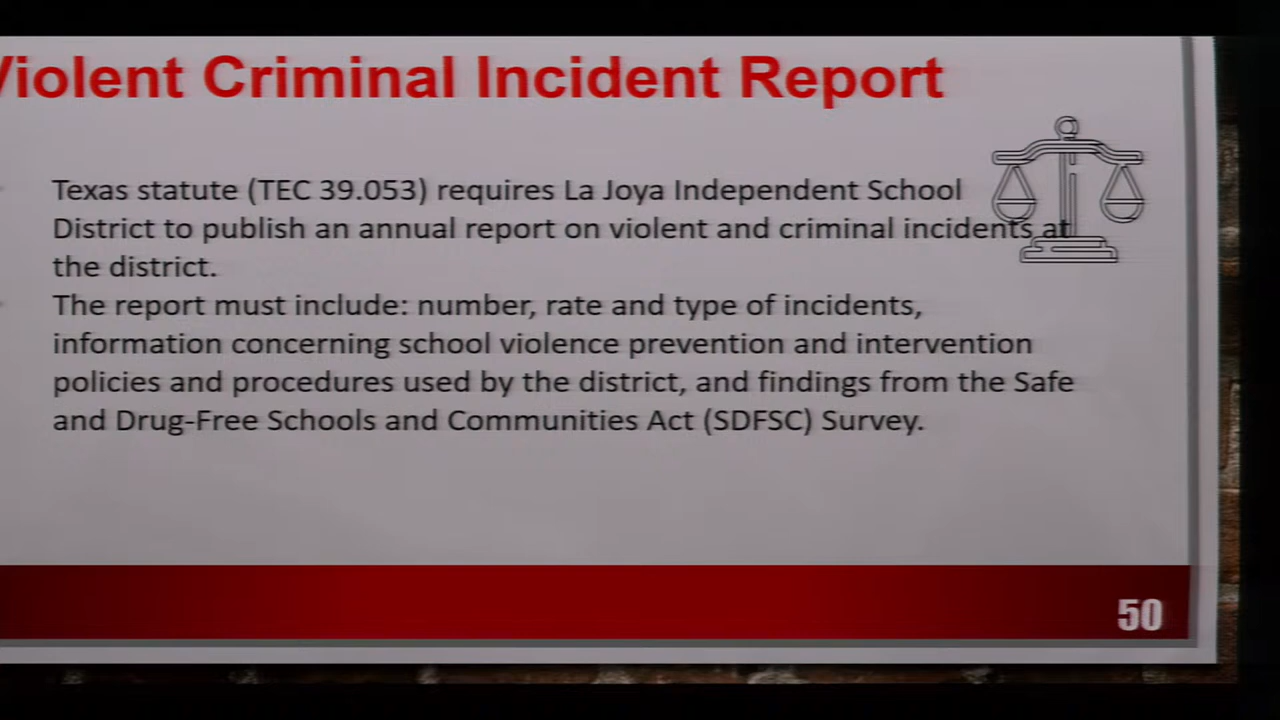 Violent Criminal Incident Report
Texas statute (TEC 39.053) requires La Joya Independent School
District to publish an annual report on violent and criminal incidents at
the district.
The report must include: number, rate and type of incidents,
information concerning school violence prevention and intervention
policies and procedures used by the district, and findings from the Safe
and Drug-Free Schools and Communities Act (SDFSC) Survey.
50